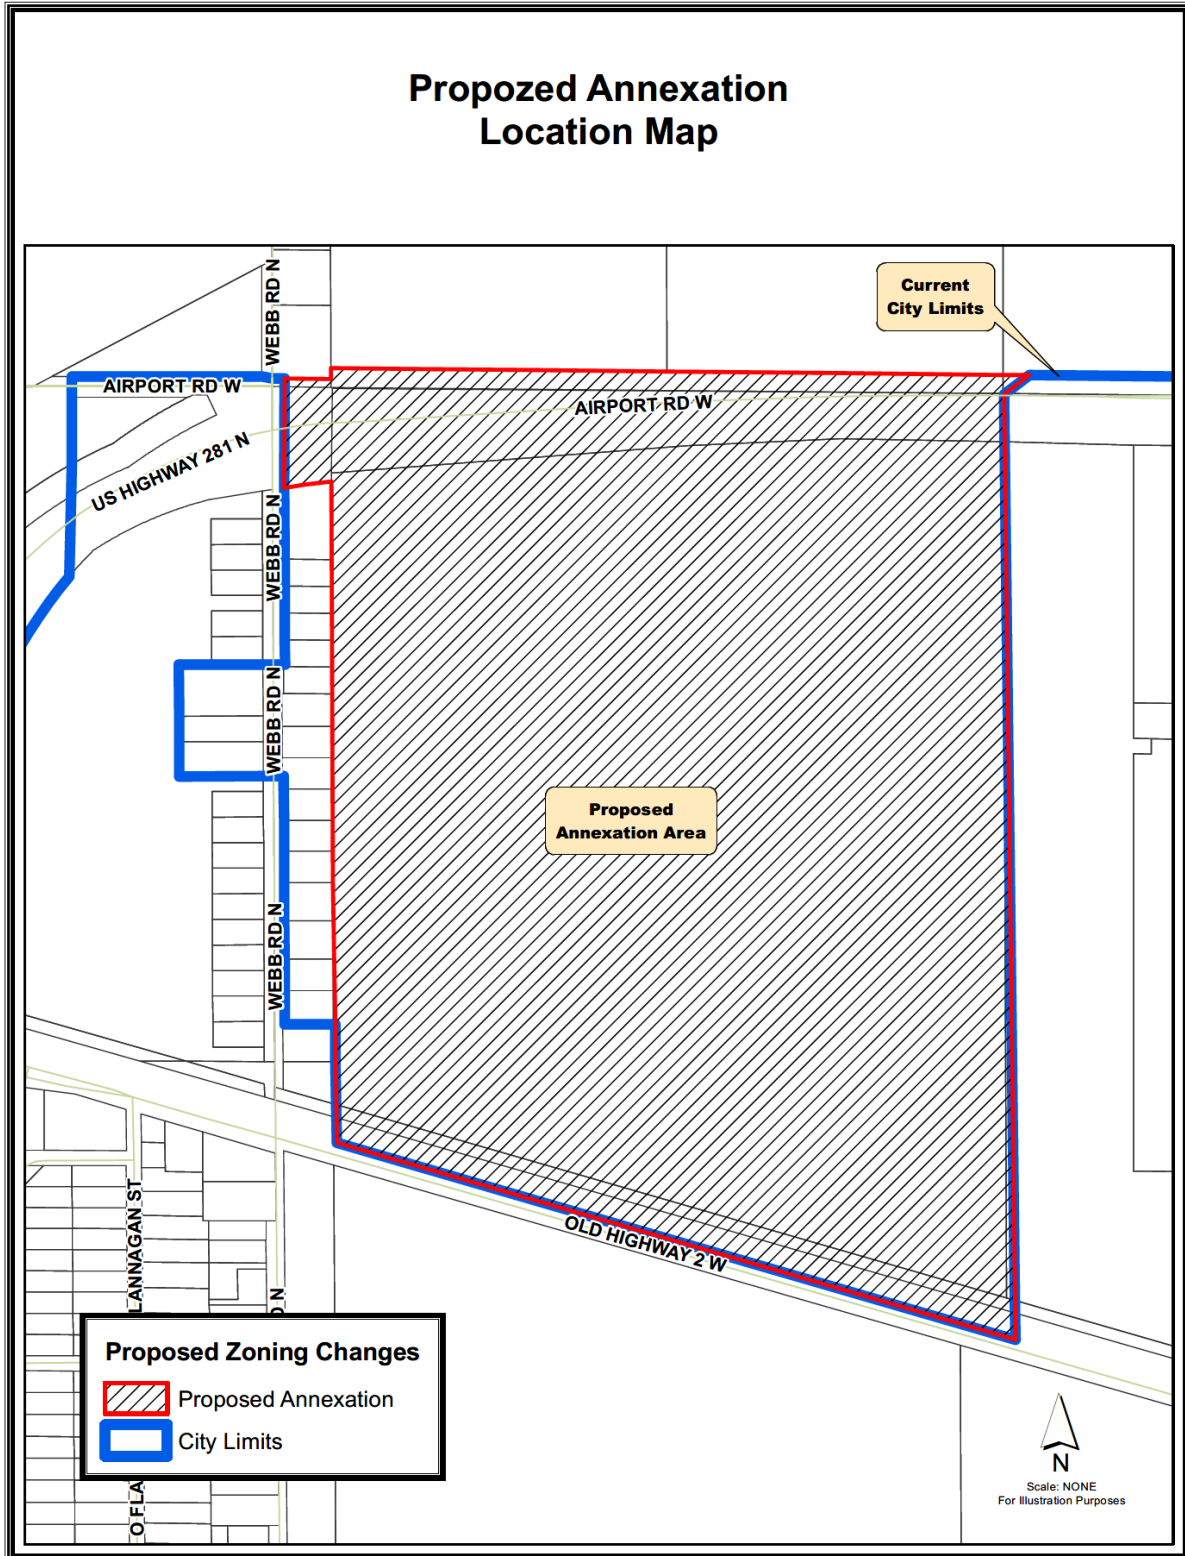 Propozed Annexation
Location Map
Current
City Limits
WEBB RD N
AIRPORT RD W
AIRPORT RD W
US HIGHWAY 281 N
WEBB RD N
WEBB RD N
Proposed
Annexation Area
WEBB RD N
OLD HIGHWAY 2 W
LANNAGAN ST
D N
Proposed Zoning Changes
Proposed Annexation
City Limits
O FLA
N
Scale: NONE
For Illustration Purposes